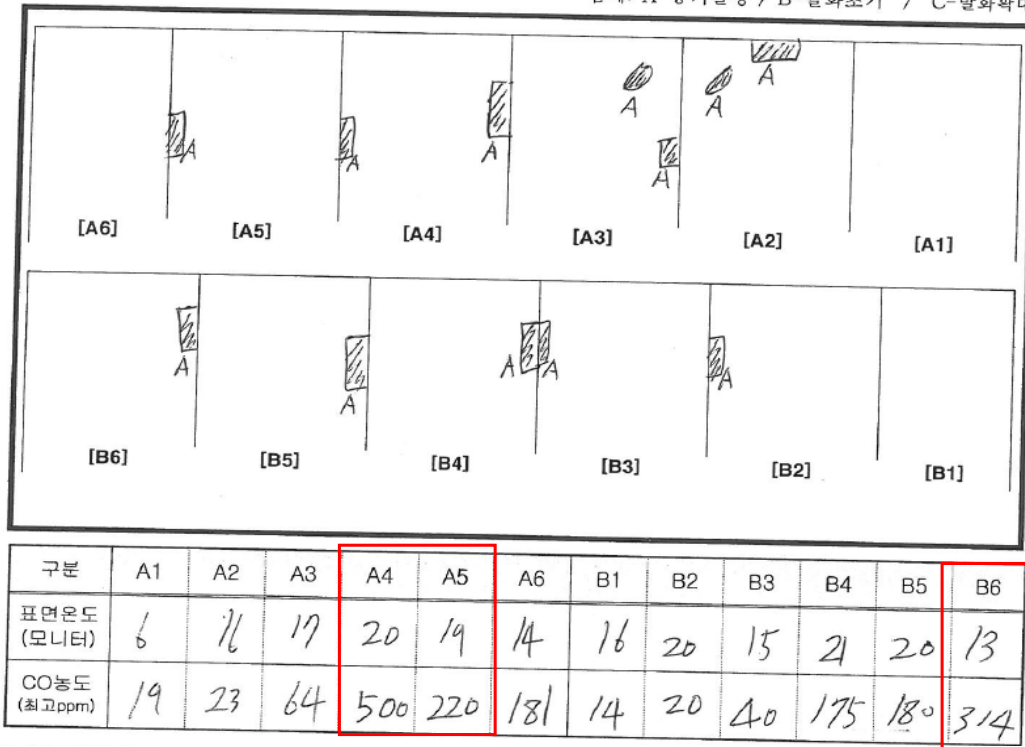 A A
A
A A A A
A
[A6] [A5] [A4] [A3] [A2] [A1]
A A A A A
[B6] [B5] [B4] [B3] [B2] [B1]
구분 A1 A2 A3 A4 A5 A6 B1 B2 B3 B4 B5 B6
표면온도 (모니터) 6 16 17 20 19 14 16 20 15 21 20 13
CO농도 (최고ppm) 19 23 64 500 220 181 14 20 40 175 180 314